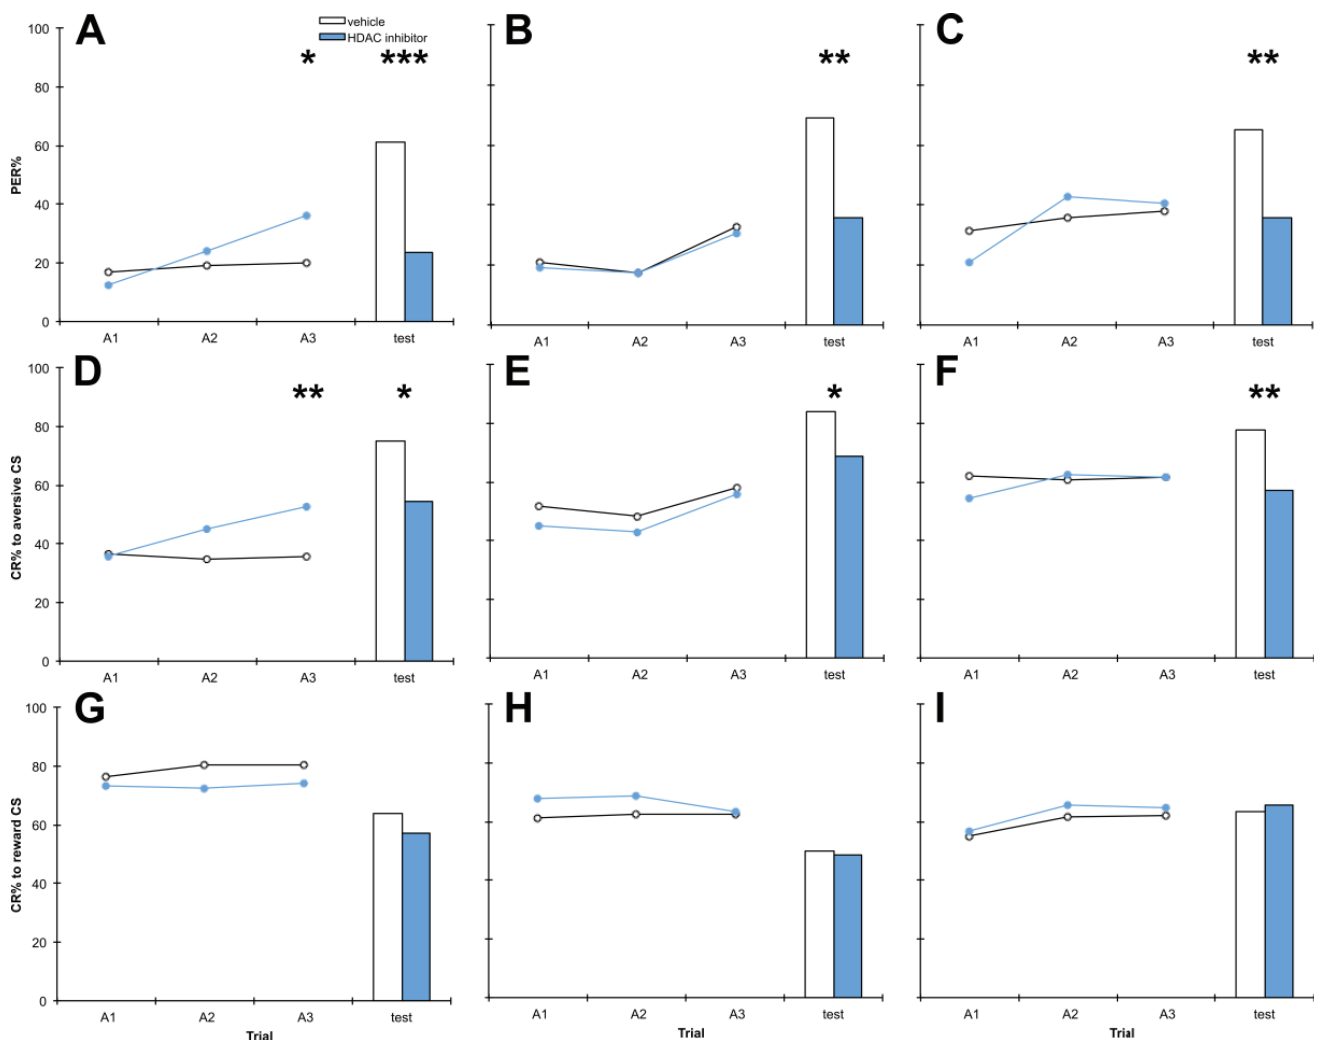 A
B
C
vehicle
HDAC inhibitor
*
***
**
**
PER%
100
80
60
40
20
0
A1 A2 A3 test
A1 A2 A3 test
A1 A2 A3 test
D
E
F
**
*
*
**
CR% to aversive CS
100
80
60
40
20
0
A1 A2 A3 test
A1 A2 A3 test
A1 A2 A3 test
G
H
I
CR% to reward CS
100
80
60
40
20
0
A1 A2 A3 test
A1 A2 A3 test
A1 A2 A3 test
Trial
Trial
Trial